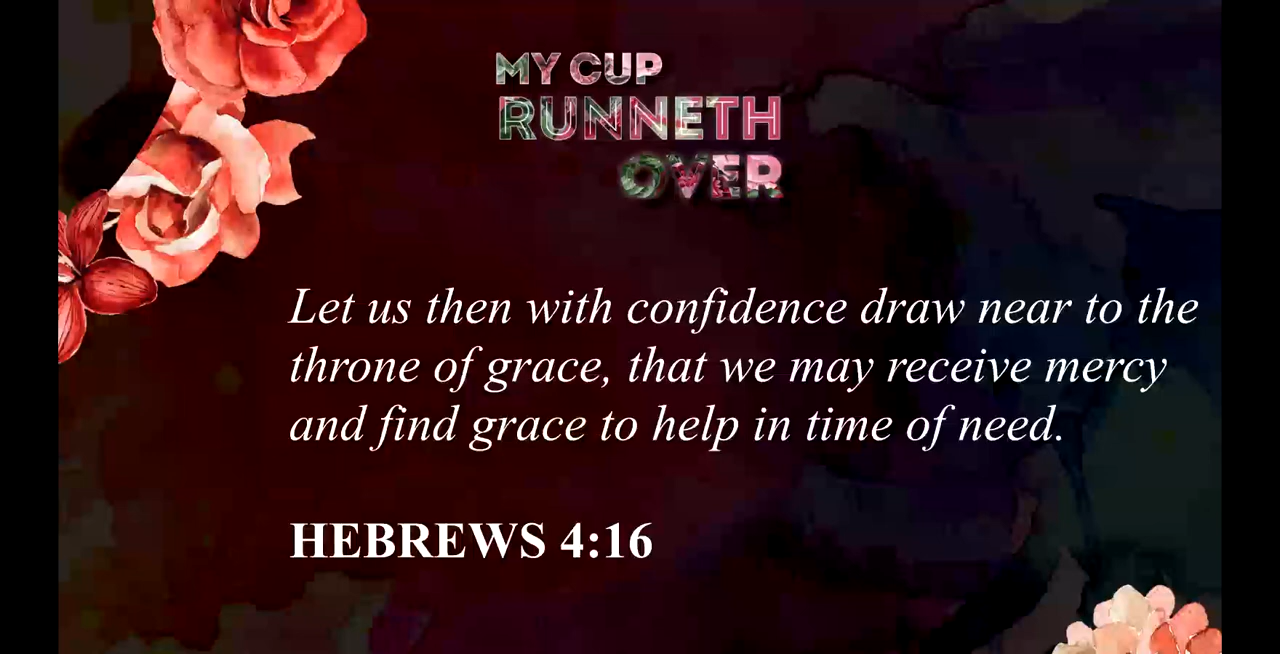 MY CUP
RUNNETH
OVER
Let us then with confidence draw near to the
throne of grace, that we may receive mercy
and find grace to help in time of need.
HEBREWS 4:16